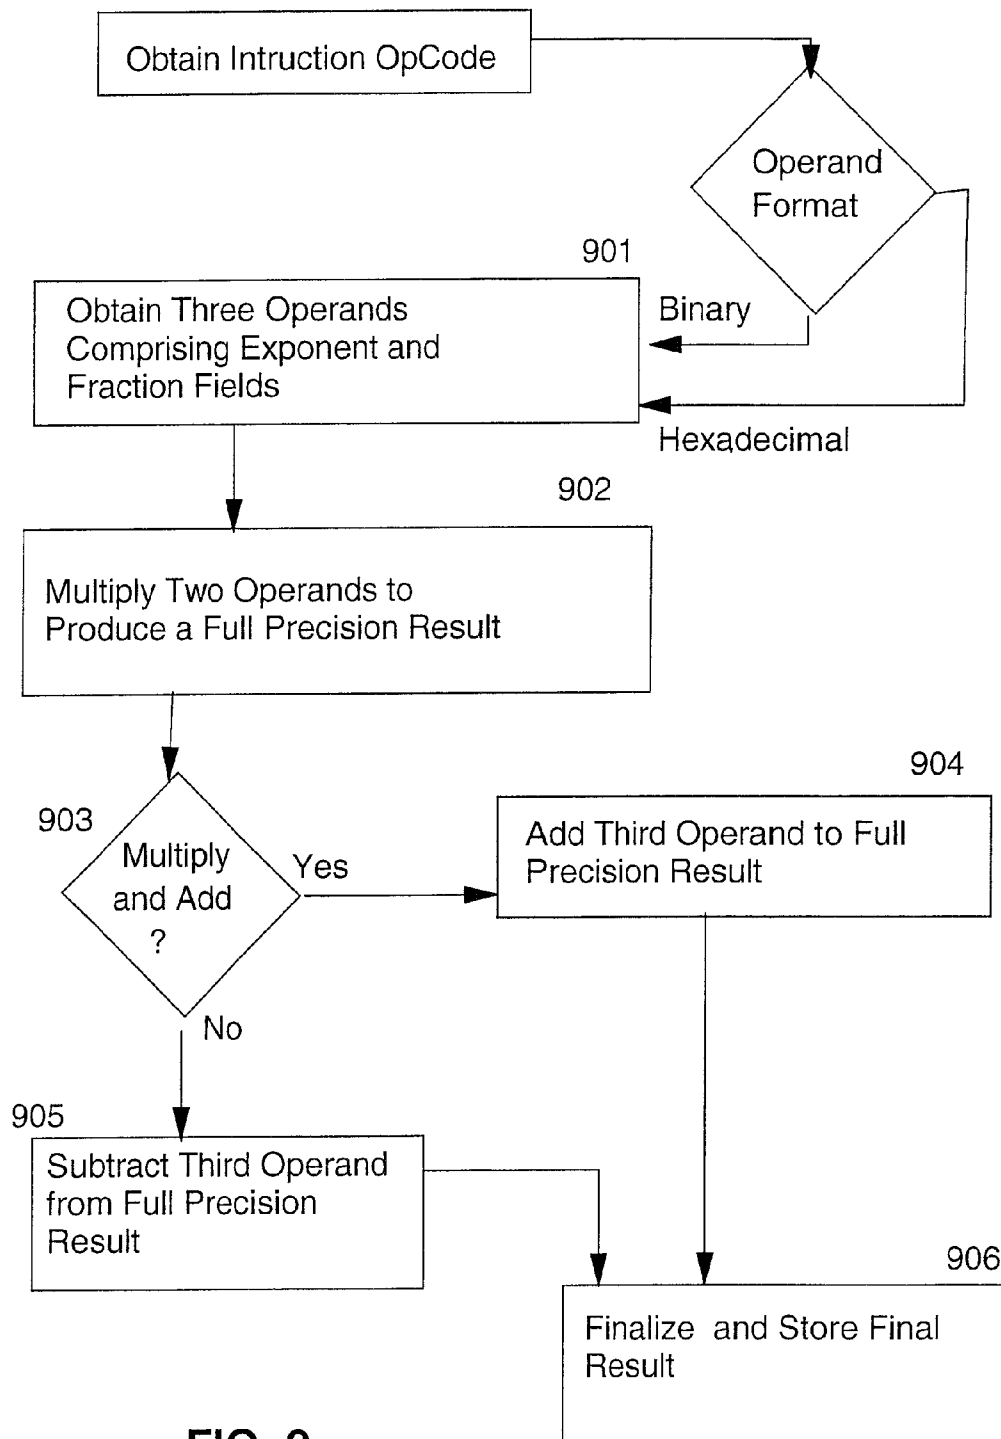 Obtain Intruction OpCode
Operand
Format
901
Obtain Three Operands
Comprising Exponent and
Fraction Fields
Binary
Hexadecimal
902
Multiply Two Operands to
Produce a Full Precision Result
903
Multiply
and Add
?
Yes
904
Add Third Operand to Full
Precision Result
No
905
Subtract Third Operand
from Full Precision
Result
906
Finalize and Store Final
Result
FIG.